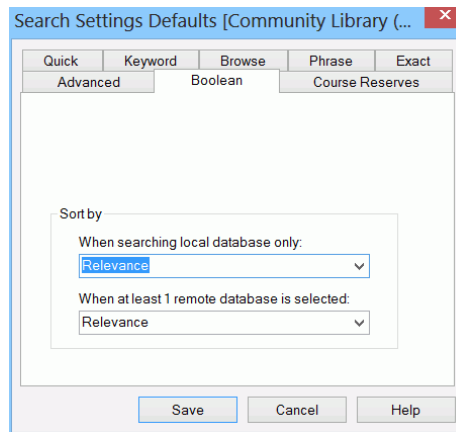 Search Settings Defaults [Community Library (...
Quick Keyword Browse Phrase Exact
Advanced Boolean Course Reserves
Sort by
When searching local database only:
Relevance
When at least 1 remote database is selected:
Relevance
Save Cancel Help